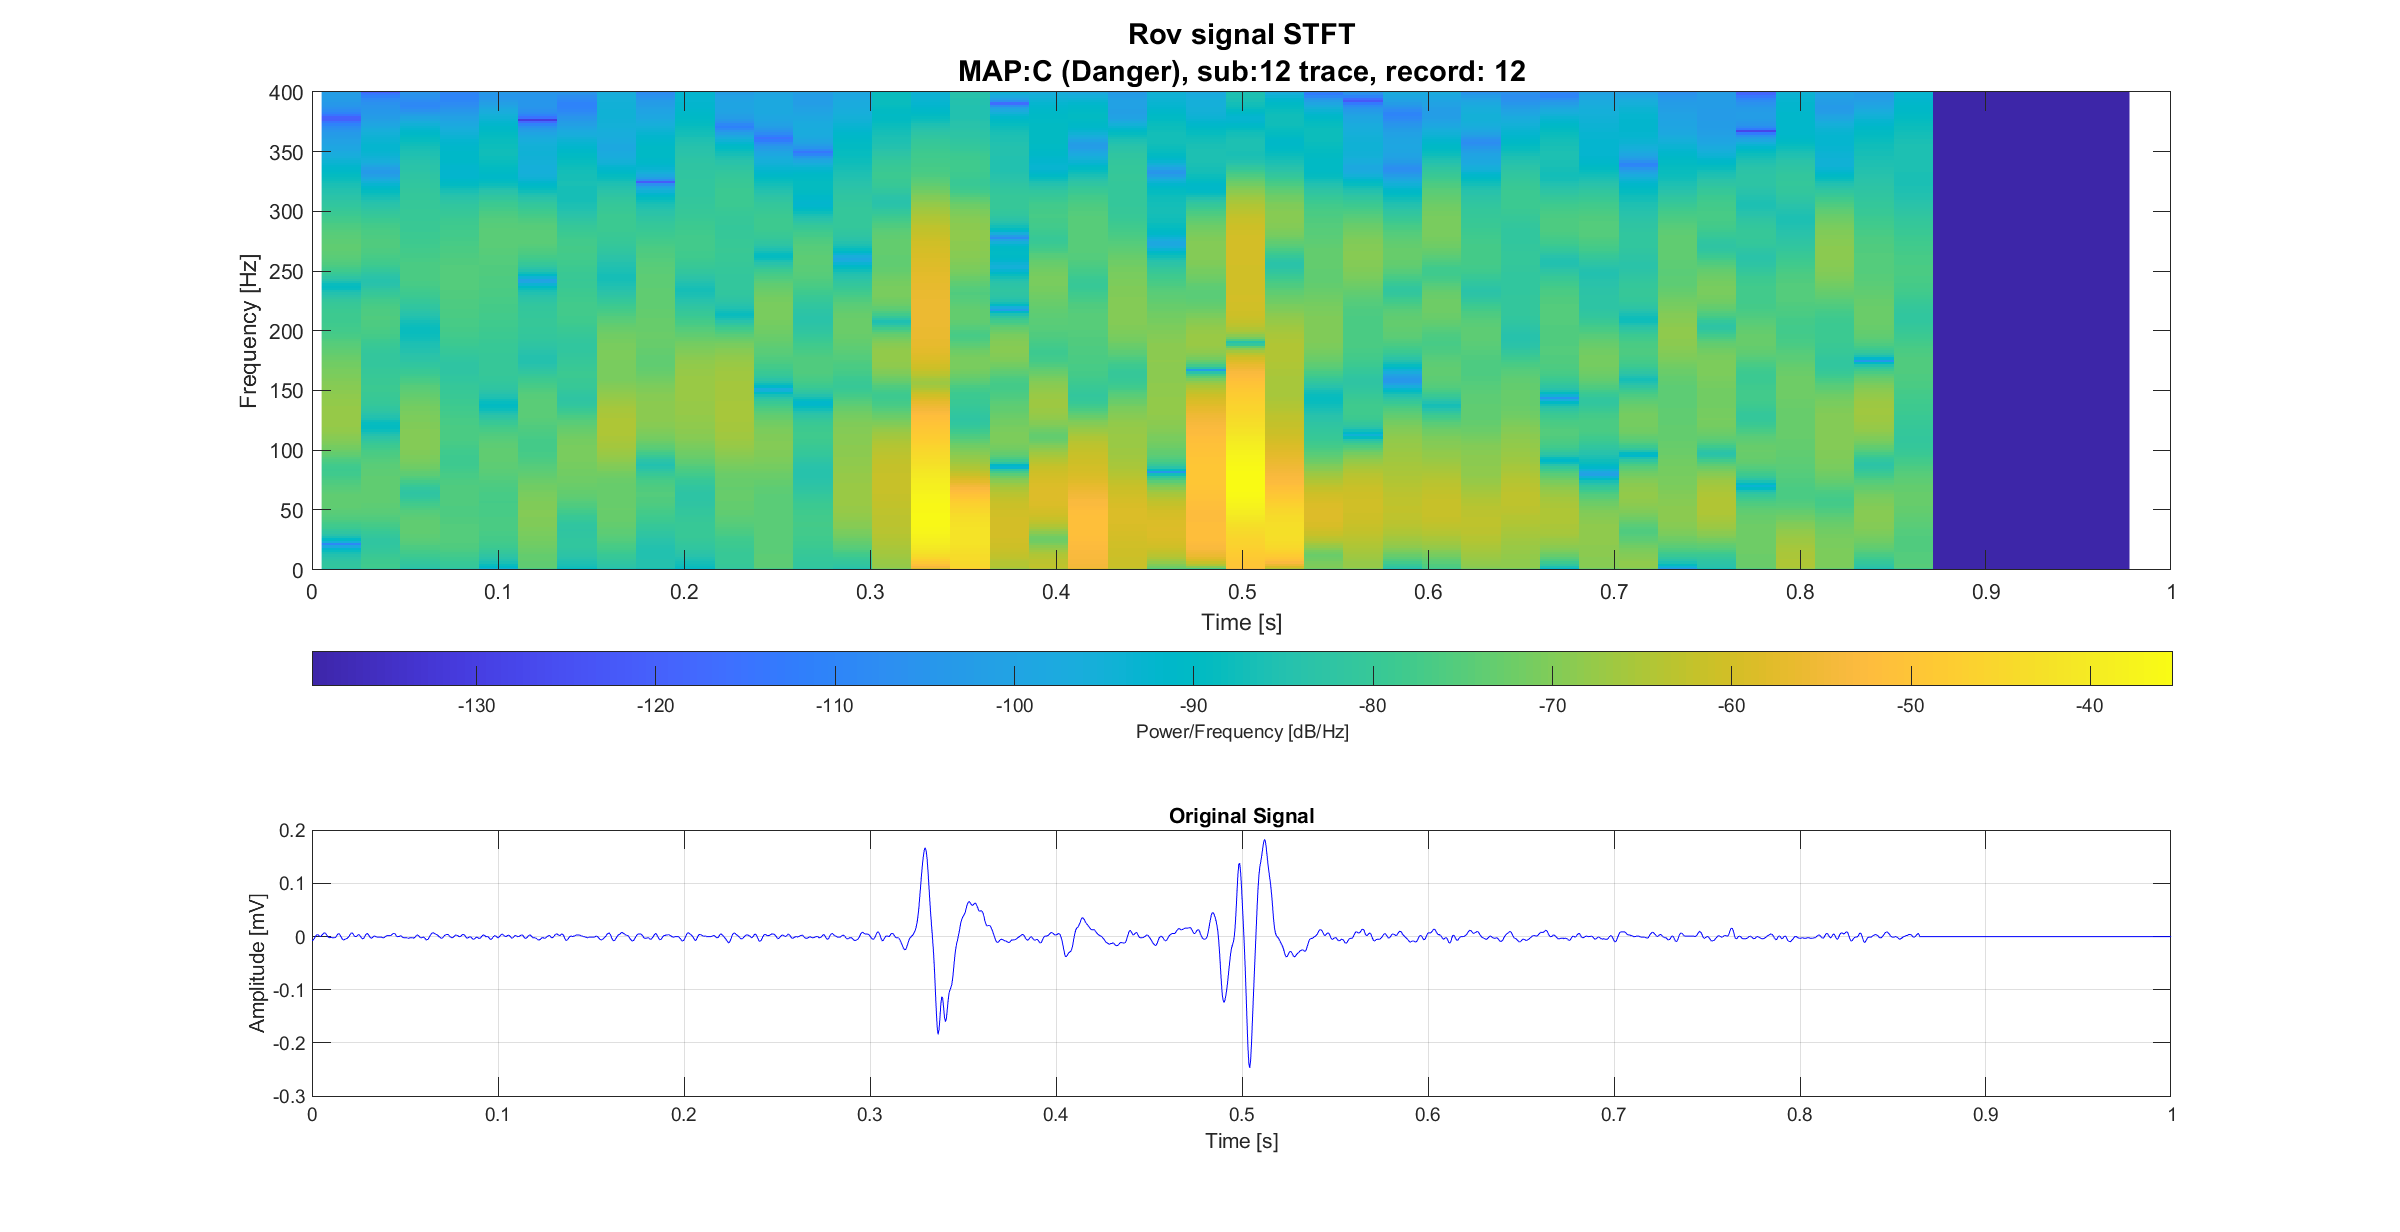 Rov signal STFT
MAP:C (Danger), sub:12 trace, record: 12
400
350
300
250
200
150
100
50
0
Frequency [Hz]
0 0.1 0.2 0.3 0.4 0.5 0.6 0.7 0.8 0.9 1
Time [s]
-130 -120 -110 -100 -90 -80 -70 -60 -50 -40
Power/Frequency [dB/Hz]
Original Signal
0.2
0.1
0
-0.1
-0.2
-0.3
Amplitude [mV]
0 0.1 0.2 0.3 0.4 0.5 0.6 0.7 0.8 0.9 1
Time [s]